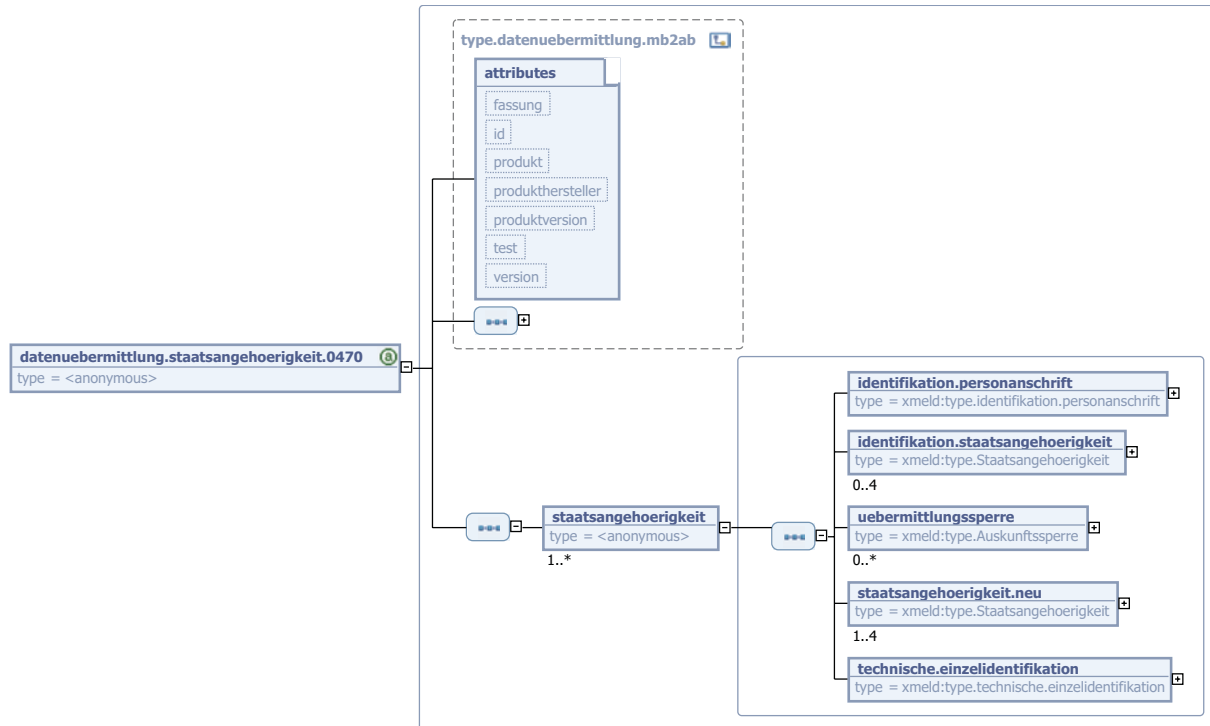 type.datenuebermittlung.mb2ab
attributes
fassung
id
produkt
produkthersteller
produktversion
test
version
datenuebermittlung.staatsangehoerigkeit.0470
a
type = <anonymous>
staatsangehoerigkeit
type = <anonymous>
1..*
identifikation.personanschrift
type = xmeld:type.identifikation.personanschrift
identifikation.staatsangehoerigkeit
type = xmeld:type.Staatsangehoerigkeit
0..4
uebermittlungssperre
type = xmeld:type.Auskunftssperre
0..*
staatsangehoerigkeit.neu
type = xmeld:type.Staatsangehoerigkeit
1..4
technische.einzelidentifikation
type = xmeld:type.technische.einzelidentifikation